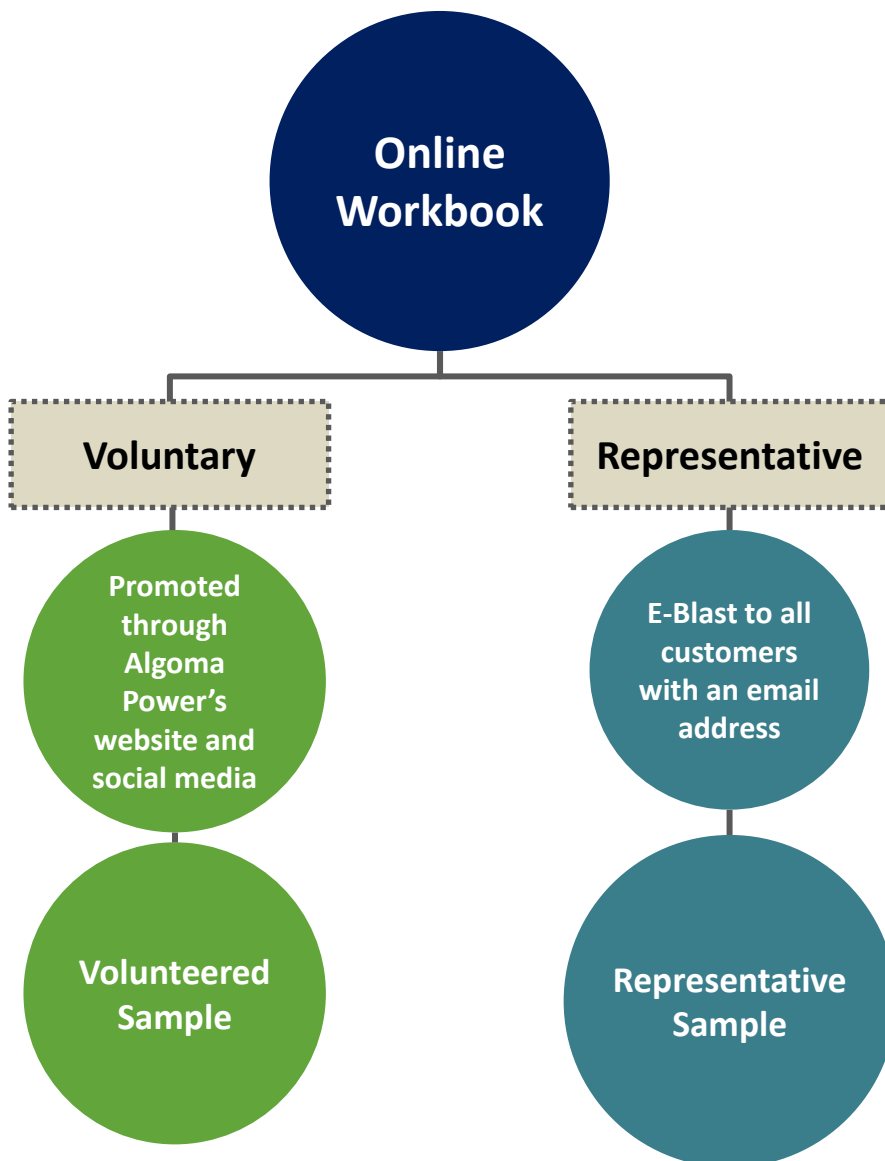 Online
Workbook
Voluntary
Representative
Promoted
through
Algoma
Power’s
website and
social media
E-Blast to all
customers
with an email
address
Volunteered
Sample
Representative
Sample